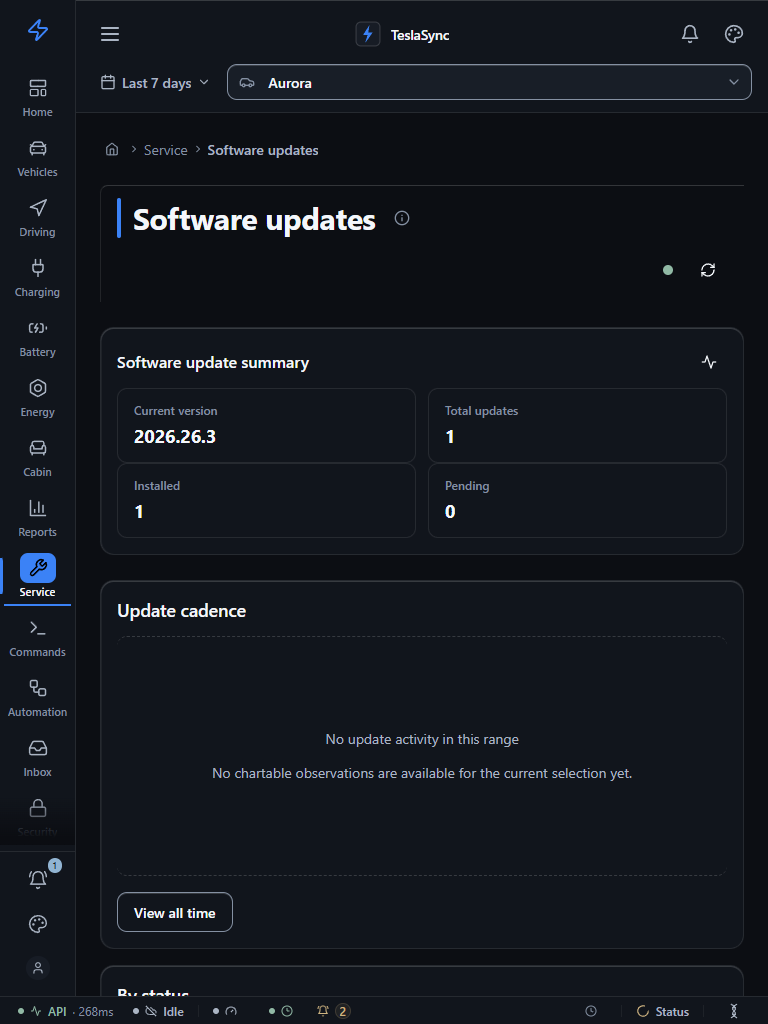 TeslaSync
Last 7 days
Aurora
Home
Vehicles
Driving
Charging
Battery
Energy
Cabin
Reports
Service
Commands
Automation
Inbox
Security
1
Service
Software updates
Software updates
Software update summary
Current version
2026.26.3
Total updates
1
Installed
1
Pending
0
Update cadence
No update activity in this range
No chartable observations are available for the current selection yet.
View all time
By status
API · 268ms
Idle
2
Status